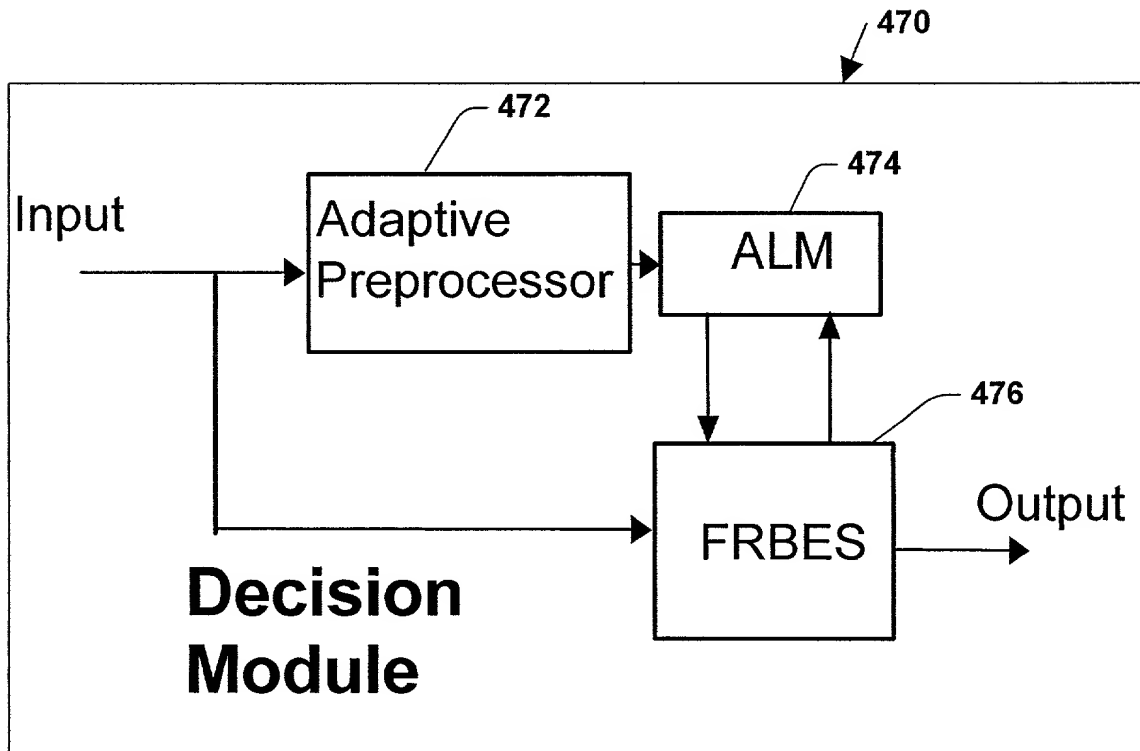 470
472
474
Input
Adaptive
Preprocessor
ALM
476
FRBES
Output
Decision
Module